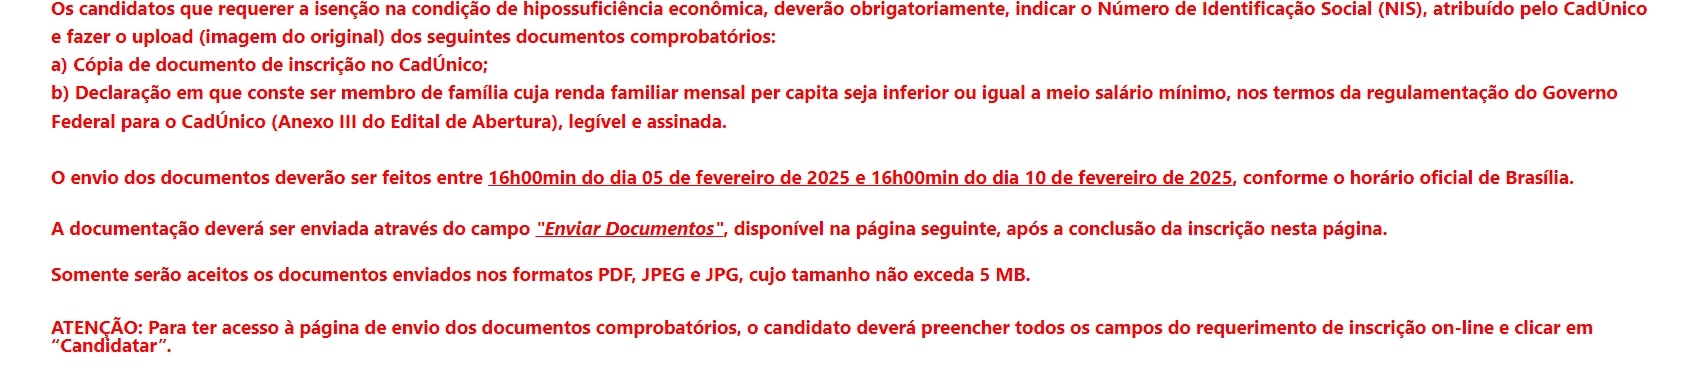 Os candidatos que requerer a isenção na condição de hipossuficiência econômica, deverão obrigatoriamente, indicar o Número de Identificação Social (NIS), atribuído pelo CadÚnico
e fazer o upload (imagem do original) dos seguintes documentos comprobatórios:
a) Cópia de documento de inscrição no CadÚnico;
b) Declaração em que conste ser membro de família cuja renda familiar mensal per capita seja inferior ou igual a meio salário mínimo, nos termos da regulamentação do Governo
Federal para o CadÚnico (Anexo III do Edital de Abertura), legível e assinada.
O envio dos documentos deverão ser feitos entre 16h00min do dia 05 de fevereiro de 2025 e 16h00min do dia 10 de fevereiro de 2025, conforme o horário oficial de Brasília.
A documentação deverá ser enviada através do campo "Enviar Documentos", disponível na página seguinte, após a conclusão da inscrição nesta página.
Somente serão aceitos os documentos enviados nos formatos PDF, JPEG e JPG, cujo tamanho não exceda 5 MB.
ATENÇÃO: Para ter acesso à página de envio dos documentos comprobatórios, o candidato deverá preencher todos os campos do requerimento de inscrição on-line e clicar em
“Candidatar”.